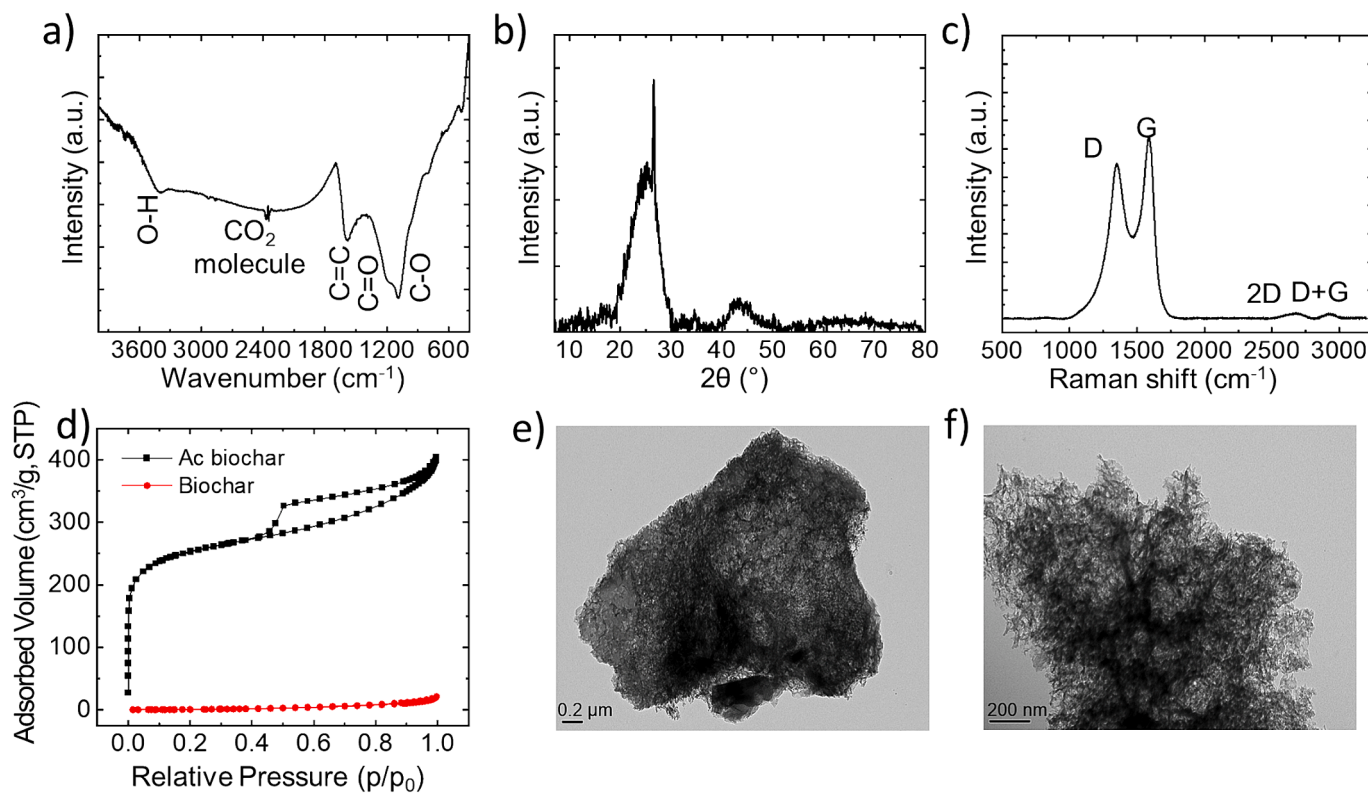 a)
Intensity (a.u.)
O-H
CO₂
molecule
C=C
C=O
C-O
3600 3000 2400 1800 1200 600
Wavenumber (cm⁻¹)
b)
Intensity (a.u.)
10 20 30 40 50 60 70 80
2θ (°)
c)
Intensity (a.u.)
D
G
2D D+G
500 1000 1500 2000 2500 3000
Raman shift (cm⁻¹)
d)
Adsorbed Volume (cm³/g, STP)
400
300
200
100
0
Ac biochar
Biochar
0.0 0.2 0.4 0.6 0.8 1.0
Relative Pressure (p/p₀)
e)
0.2 µm
f)
200 nm